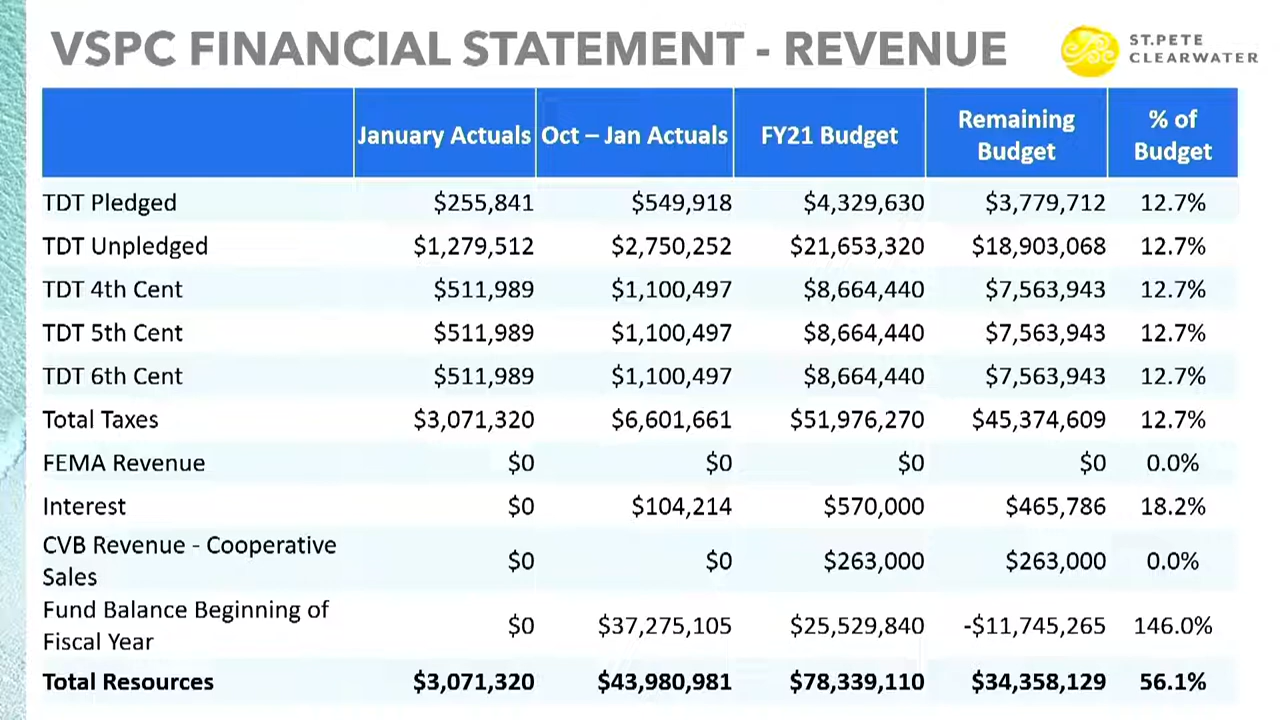 VSPC FINANCIAL STATEMENT - REVENUE
ST.PETE
CLEARWATER
January Actuals Oct – Jan Actuals FY21 Budget Remaining Budget % of Budget
TDT Pledged $255,841 $549,918 $4,329,630 $3,779,712 12.7%
TDT Unpledged $1,279,512 $2,750,252 $21,653,320 $18,903,068 12.7%
TDT 4th Cent $511,989 $1,100,497 $8,664,440 $7,563,943 12.7%
TDT 5th Cent $511,989 $1,100,497 $8,664,440 $7,563,943 12.7%
TDT 6th Cent $511,989 $1,100,497 $8,664,440 $7,563,943 12.7%
Total Taxes $3,071,320 $6,601,661 $51,976,270 $45,374,609 12.7%
FEMA Revenue $0 $0 $0 $0 0.0%
Interest $0 $104,214 $570,000 $465,786 18.2%
CVB Revenue - Cooperative
Sales $0 $0 $263,000 $263,000 0.0%
Fund Balance Beginning of
Fiscal Year $0 $37,275,105 $25,529,840 -$11,745,265 146.0%
Total Resources $3,071,320 $43,980,981 $78,339,110 $34,358,129 56.1%